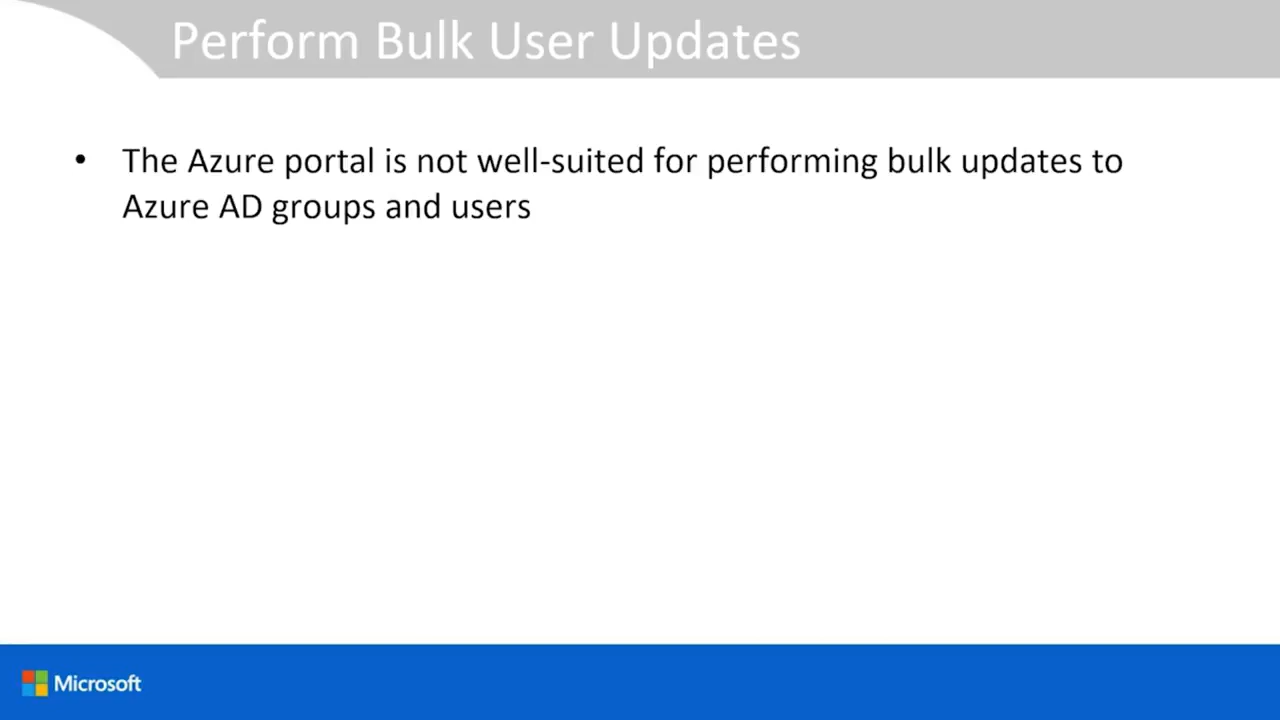 Perform Bulk User Updates
• The Azure portal is not well-suited for performing bulk updates to
Azure AD groups and users
Microsoft